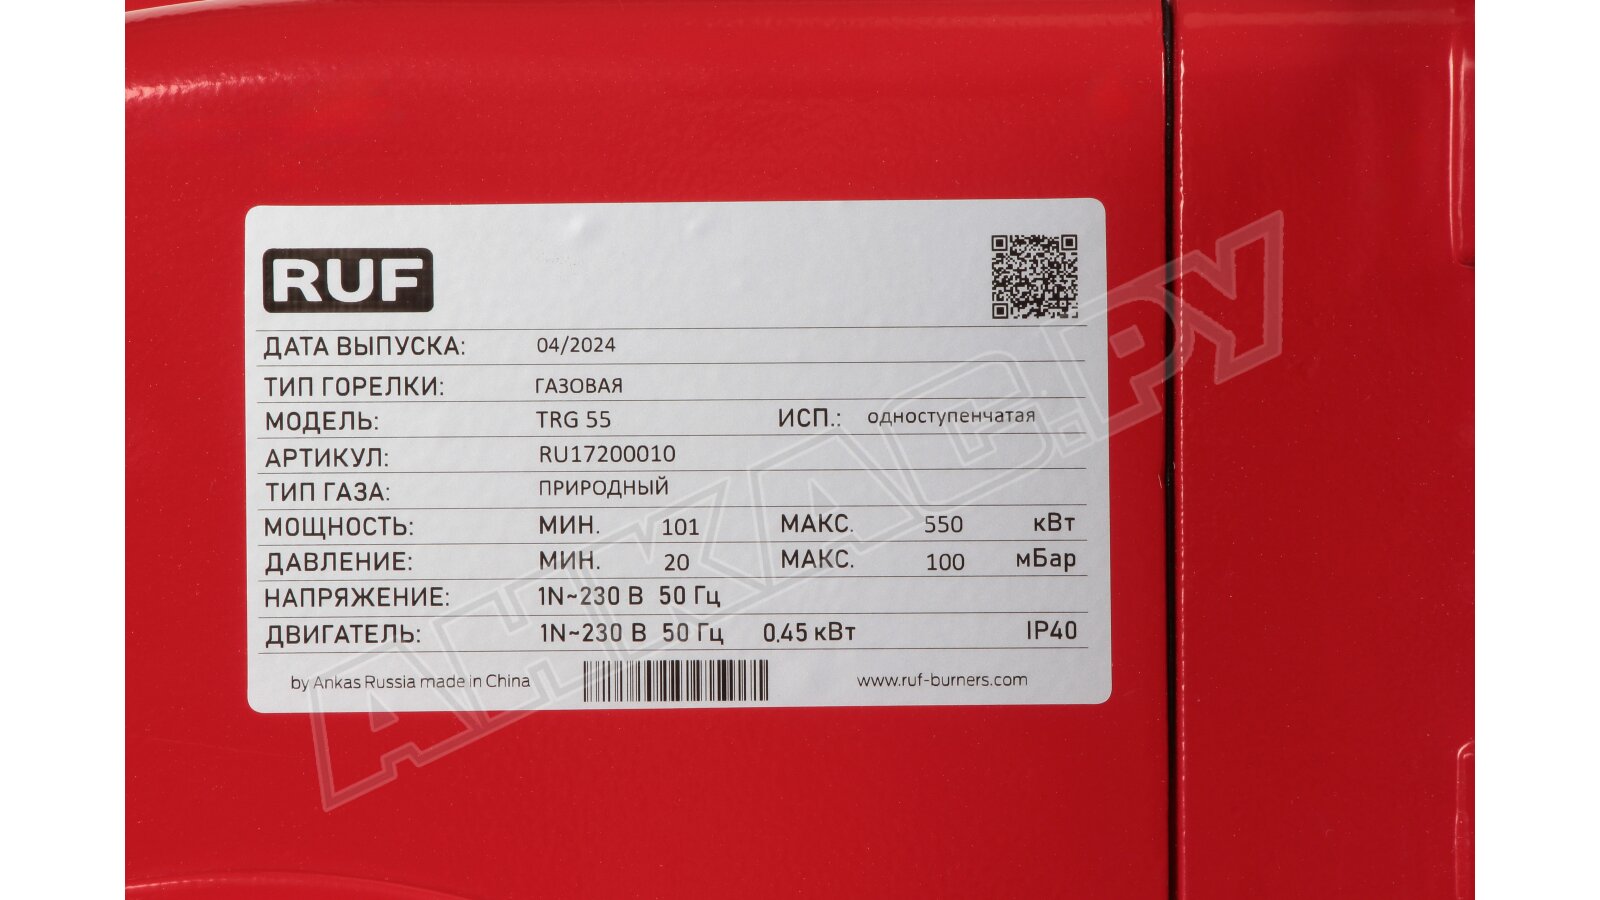 RUF
ДАТА ВЫПУСКА: 04/2024
ТИП ГОРЕЛКИ: ГАЗОВАЯ
МОДЕЛЬ: TRG 55 ИСП.: одноступенчатая
АРТИКУЛ: RU17200010
ТИП ГАЗА: ПРИРОДНЫЙ
МОЩНОСТЬ: МИН. 101 МАКС. 550 кВт
ДАВЛЕНИЕ: МИН. 20 МАКС. 100 мБар
НАПРЯЖЕНИЕ: 1N~230 В 50 Гц
ДВИГАТЕЛЬ: 1N~230 В 50 Гц 0.45 кВт IP40
by Ankas Russia made in China www.ruf-burners.com
АНКАС.РУ